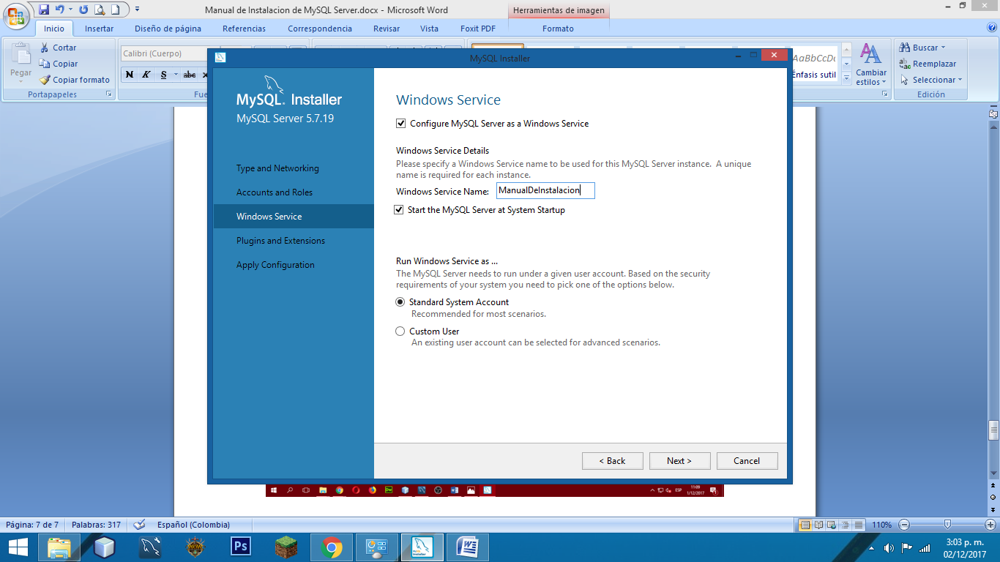 Manual de Instalacion de MySQL Server.docx - Microsoft Word
Herramientas de imagen
Inicio Insertar Diseño de página Referencias Correspondencia Revisar Vista Foxit PDF Formato
Pegar
Cortar
Copiar
Copiar formato
Portapapeles
Calibri (Cuerpo)
N K S abc
Fue
AaBbCcDc
Énfasis sutil
Cambiar
estilos
Buscar
Reemplazar
Seleccionar
Edición
MySQL Installer
MySQL. Installer
MySQL Server 5.7.19
Type and Networking
Accounts and Roles
Windows Service
Plugins and Extensions
Apply Configuration
Windows Service
Configure MySQL Server as a Windows Service
Windows Service Details
Please specify a Windows Service name to be used for this MySQL Server instance. A unique
name is required for each instance.
Windows Service Name: ManualDeInstalacion
Start the MySQL Server at System Startup
Run Windows Service as ...
The MySQL Server needs to run under a given user account. Based on the security
requirements of your system you need to pick one of the options below.
Standard System Account
Recommended for most scenarios.
Custom User
An existing user account can be selected for advanced scenarios.
< Back Next > Cancel
ESP
11:09
1/12/2017
Página: 7 de 7 Palabras: 317 Español (Colombia) 110%
Ps
3:03 p. m.
02/12/2017